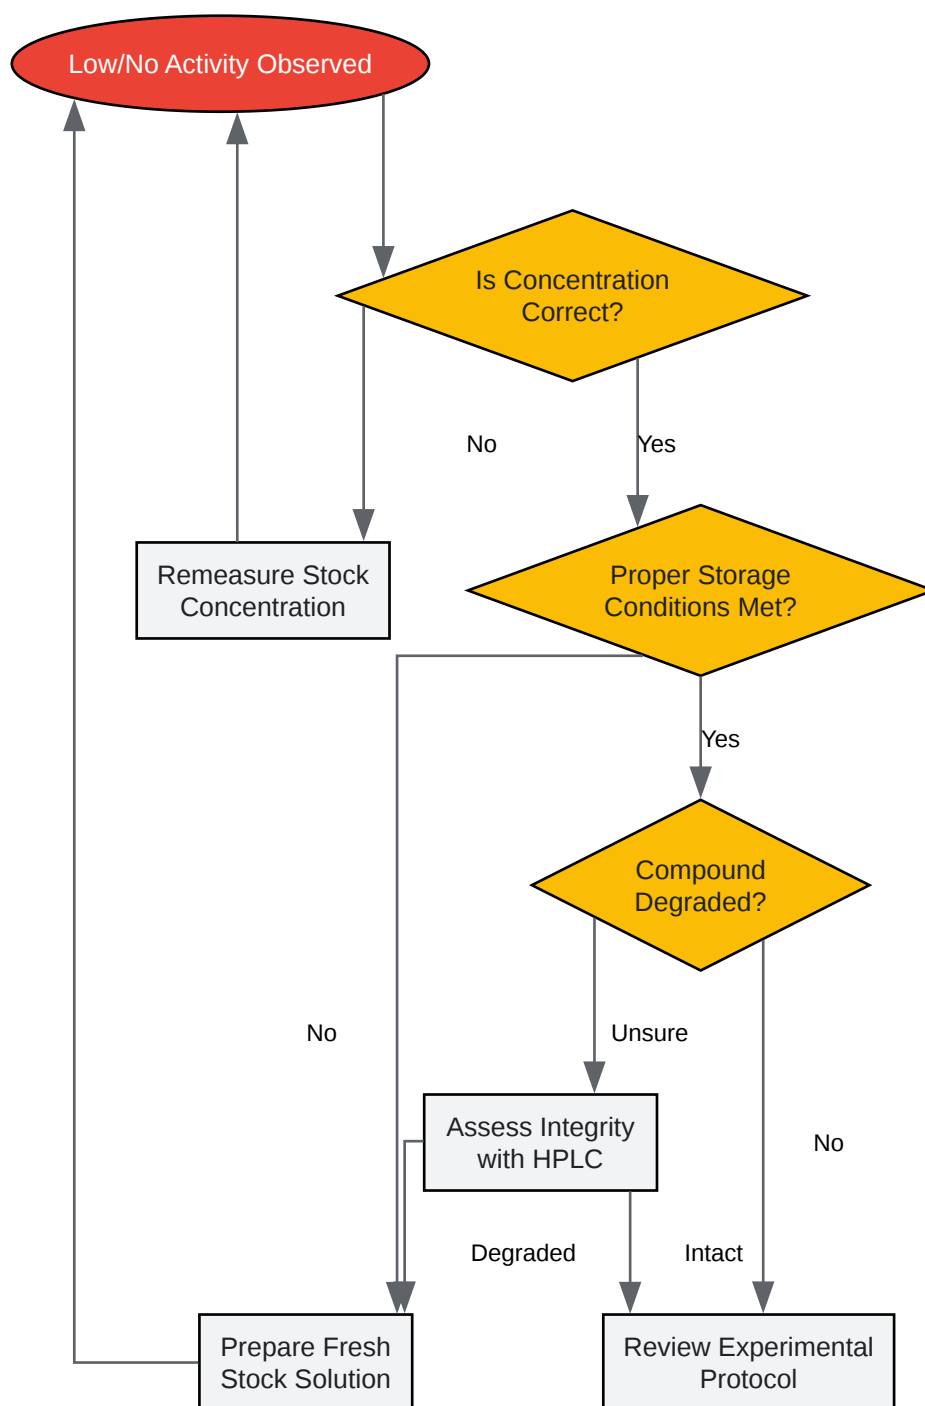 Low/No Activity Observed
Is Concentration
Correct?
No
Yes
Remeasure Stock
Concentration
Proper Storage
Conditions Met?
Yes
Compound
Degraded?
No
Unsure
Assess Integrity
with HPLC
No
Degraded
Intact
Prepare Fresh
Stock Solution
Review Experimental
Protocol